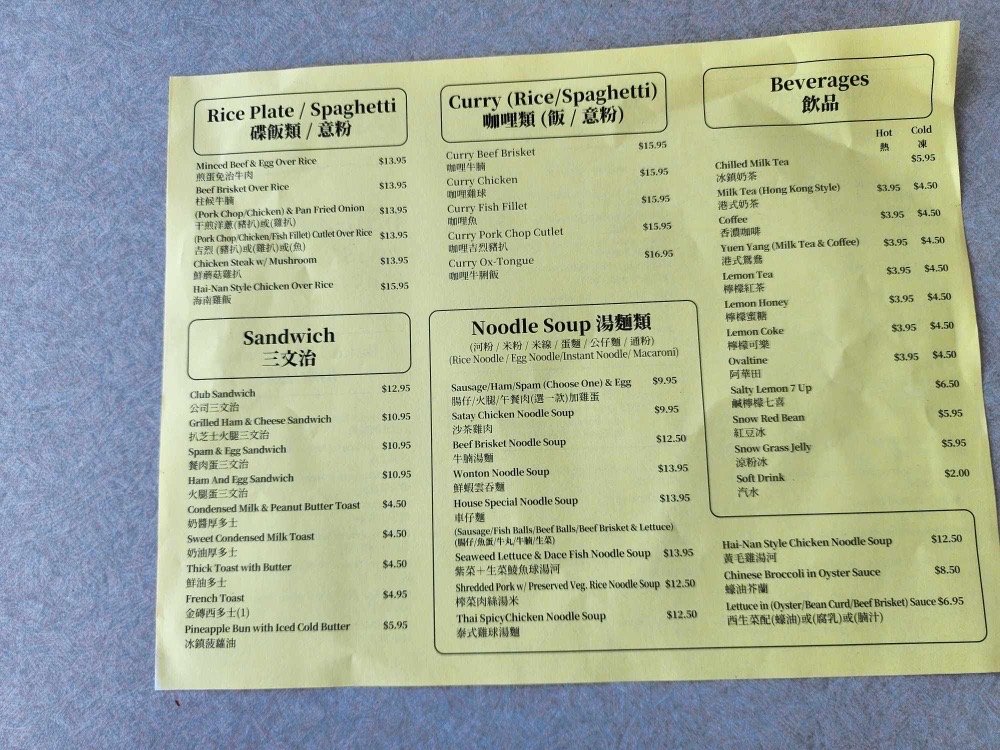 Rice Plate / Spaghetti
碟飯類 / 意粉
Minced Beef & Egg Over Rice $13.95
煎蛋免治牛肉
Beef Brisket Over Rice $13.95
柱候牛腩
(Pork Chop/Chicken) & Pan Fried Onion $13.95
干煎洋蔥(豬扒)或(雞扒)
(Pork Chop/Chicken/Fish Fillet) Cutlet Over Rice $13.95
吉烈 (豬扒)或(雞扒)或(魚)
Chicken Steak w/ Mushroom $13.95
鮮蘑菇雞扒
Hai-Nan Style Chicken Over Rice $15.95
海南雞飯
Sandwich
三文治
Club Sandwich $12.95
公司三文治
Grilled Ham & Cheese Sandwich $10.95
扒芝士火腿三文治
Spam & Egg Sandwich $10.95
餐肉蛋三文治
Ham And Egg Sandwich $10.95
火腿蛋三文治
Condensed Milk & Peanut Butter Toast $4.50
奶醬厚多士
Sweet Condensed Milk Toast $4.50
奶油厚多士
Thick Toast with Butter $4.50
鮮油多士
French Toast $4.95
金磚西多士(1)
Pineapple Bun with Iced Cold Butter $5.95
冰鎮菠蘿油
Curry (Rice/Spaghetti)
咖哩類 (飯 / 意粉)
Curry Beef Brisket $15.95
咖哩牛腩
Curry Chicken $15.95
咖哩雞球
Curry Fish Fillet $15.95
咖哩魚
Curry Pork Chop Cutlet $15.95
咖哩吉烈豬扒
Curry Ox-Tongue $16.95
咖哩牛脷飯
Noodle Soup 湯麵類
(河粉 / 米粉 / 米線 / 蛋麵 / 公仔麵 / 通粉)
(Rice Noodle / Egg Noodle/Instant Noodle/ Macaroni)
Sausage/Ham/Spam (Choose One) & Egg $9.95
腸仔/火腿/午餐肉(選一款)加雞蛋
Satay Chicken Noodle Soup $9.95
沙茶雞肉
Beef Brisket Noodle Soup $12.50
牛腩湯麵
Wonton Noodle Soup $13.95
鮮蝦雲吞麵
House Special Noodle Soup $13.95
車仔麵
(Sausage/Fish Balls/Beef Balls/Beef Brisket & Lettuce)
(腸仔/魚蛋/牛丸/牛腩/生菜)
Seaweed Lettuce & Dace Fish Noodle Soup $13.95
紫菜＋生菜鯪魚球湯河
Shredded Pork w/ Preserved Veg. Rice Noodle Soup $12.50
榨菜肉絲湯米
Thai SpicyChicken Noodle Soup $12.50
泰式雞球湯麵
Beverages
飲品
Hot Cold
熱 凍
Chilled Milk Tea $5.95
冰鎮奶茶
Milk Tea (Hong Kong Style) $3.95 $4.50
港式奶茶
Coffee $3.95 $4.50
香濃咖啡
Yuen Yang (Milk Tea & Coffee) $3.95 $4.50
港式鴛鴦
Lemon Tea $3.95 $4.50
檸檬紅茶
Lemon Honey $3.95 $4.50
檸檬蜜糖
Lemon Coke $3.95 $4.50
檸檬可樂
Ovaltine $3.95 $4.50
阿華田
Salty Lemon 7 Up $6.50
鹹檸檬七喜
Snow Red Bean $5.95
紅豆冰
Snow Grass Jelly $5.95
涼粉冰
Soft Drink $2.00
汽水
Hai-Nan Style Chicken Noodle Soup $12.50
黃毛雞湯河
Chinese Broccoli in Oyster Sauce $8.50
蠔油芥蘭
Lettuce in (Oyster/Bean Curd/Beef Brisket) Sauce $6.95
西生菜配(蠔油)或(腐乳)或(腩汁)